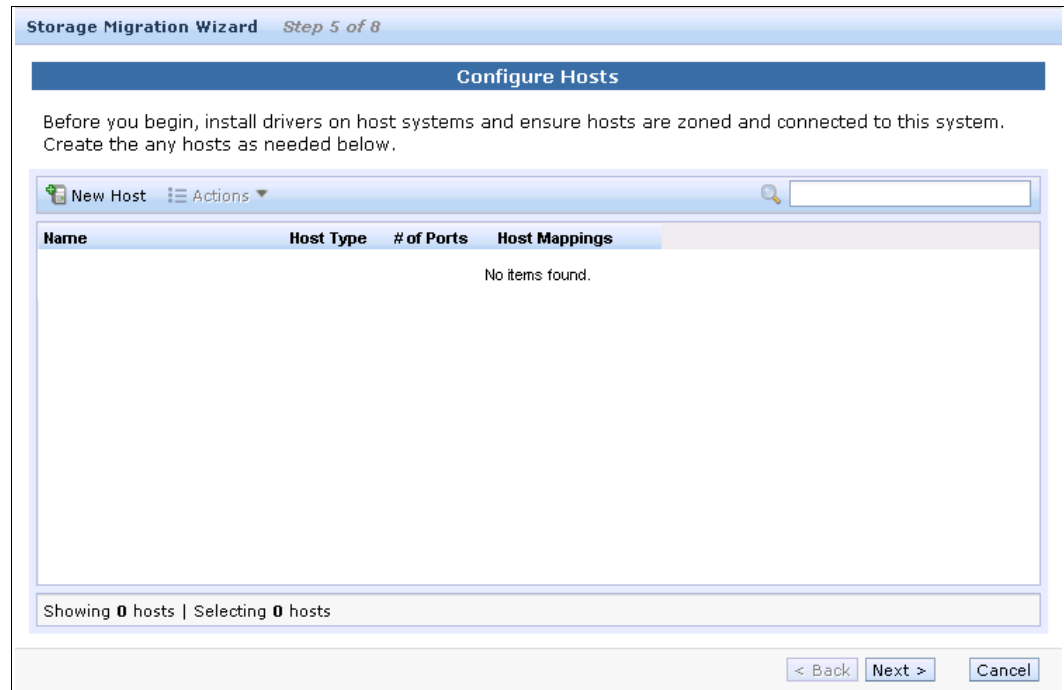 Storage Migration Wizard Step 5 of 8
Configure Hosts
Before you begin, install drivers on host systems and ensure hosts are zoned and connected to this system.
Create the any hosts as needed below.
New Host Actions
Name Host Type # of Ports Host Mappings
No items found.
Showing 0 hosts | Selecting 0 hosts
< Back Next > Cancel